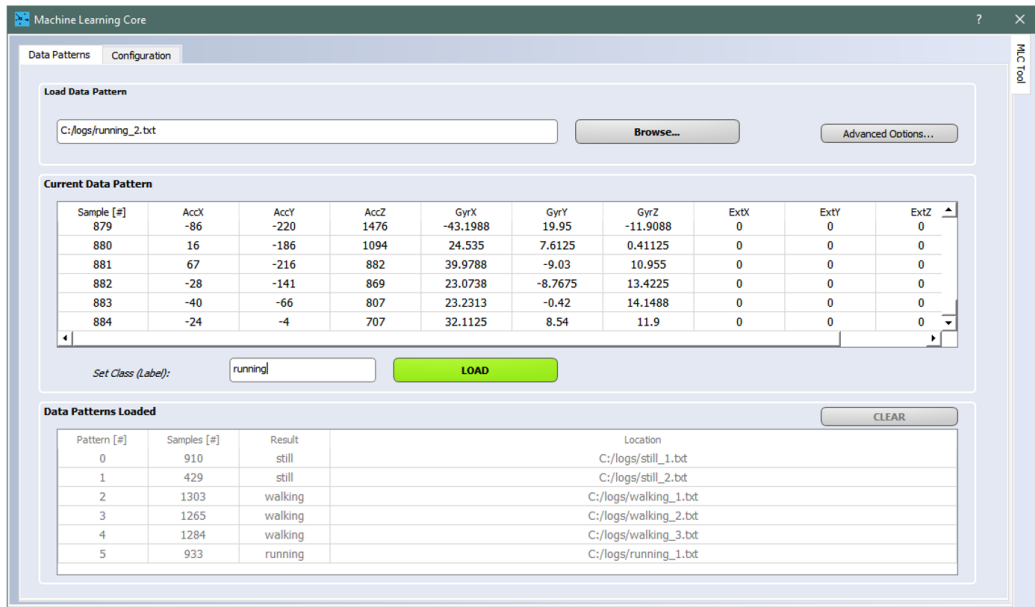 Machine Learning Core ? ×
MLC Tool
Data Patterns Configuration
Load Data Pattern
C:/logs/running_2.txt Browse... Advanced Options...
Current Data Pattern
Sample [#] AccX AccY AccZ GyrX GyrY GyrZ ExtX ExtY ExtZ
879 -86 -220 1476 -43.1988 19.95 -11.9088 0 0 0
880 16 -186 1094 24.535 7.6125 0.41125 0 0 0
881 67 -216 882 39.9788 -9.03 10.955 0 0 0
882 -28 -141 869 23.0738 -8.7675 13.4225 0 0 0
883 -40 -66 807 23.2313 -0.42 14.1488 0 0 0
884 -24 -4 707 32.1125 8.54 11.9 0 0 0
Set Class (Label): running LOAD
Data Patterns Loaded CLEAR
Pattern [#] Samples [#] Result Location
0 910 still C:/logs/still_1.txt
1 429 still C:/logs/still_2.txt
2 1303 walking C:/logs/walking_1.txt
3 1265 walking C:/logs/walking_2.txt
4 1284 walking C:/logs/walking_3.txt
5 933 running C:/logs/running_1.txt